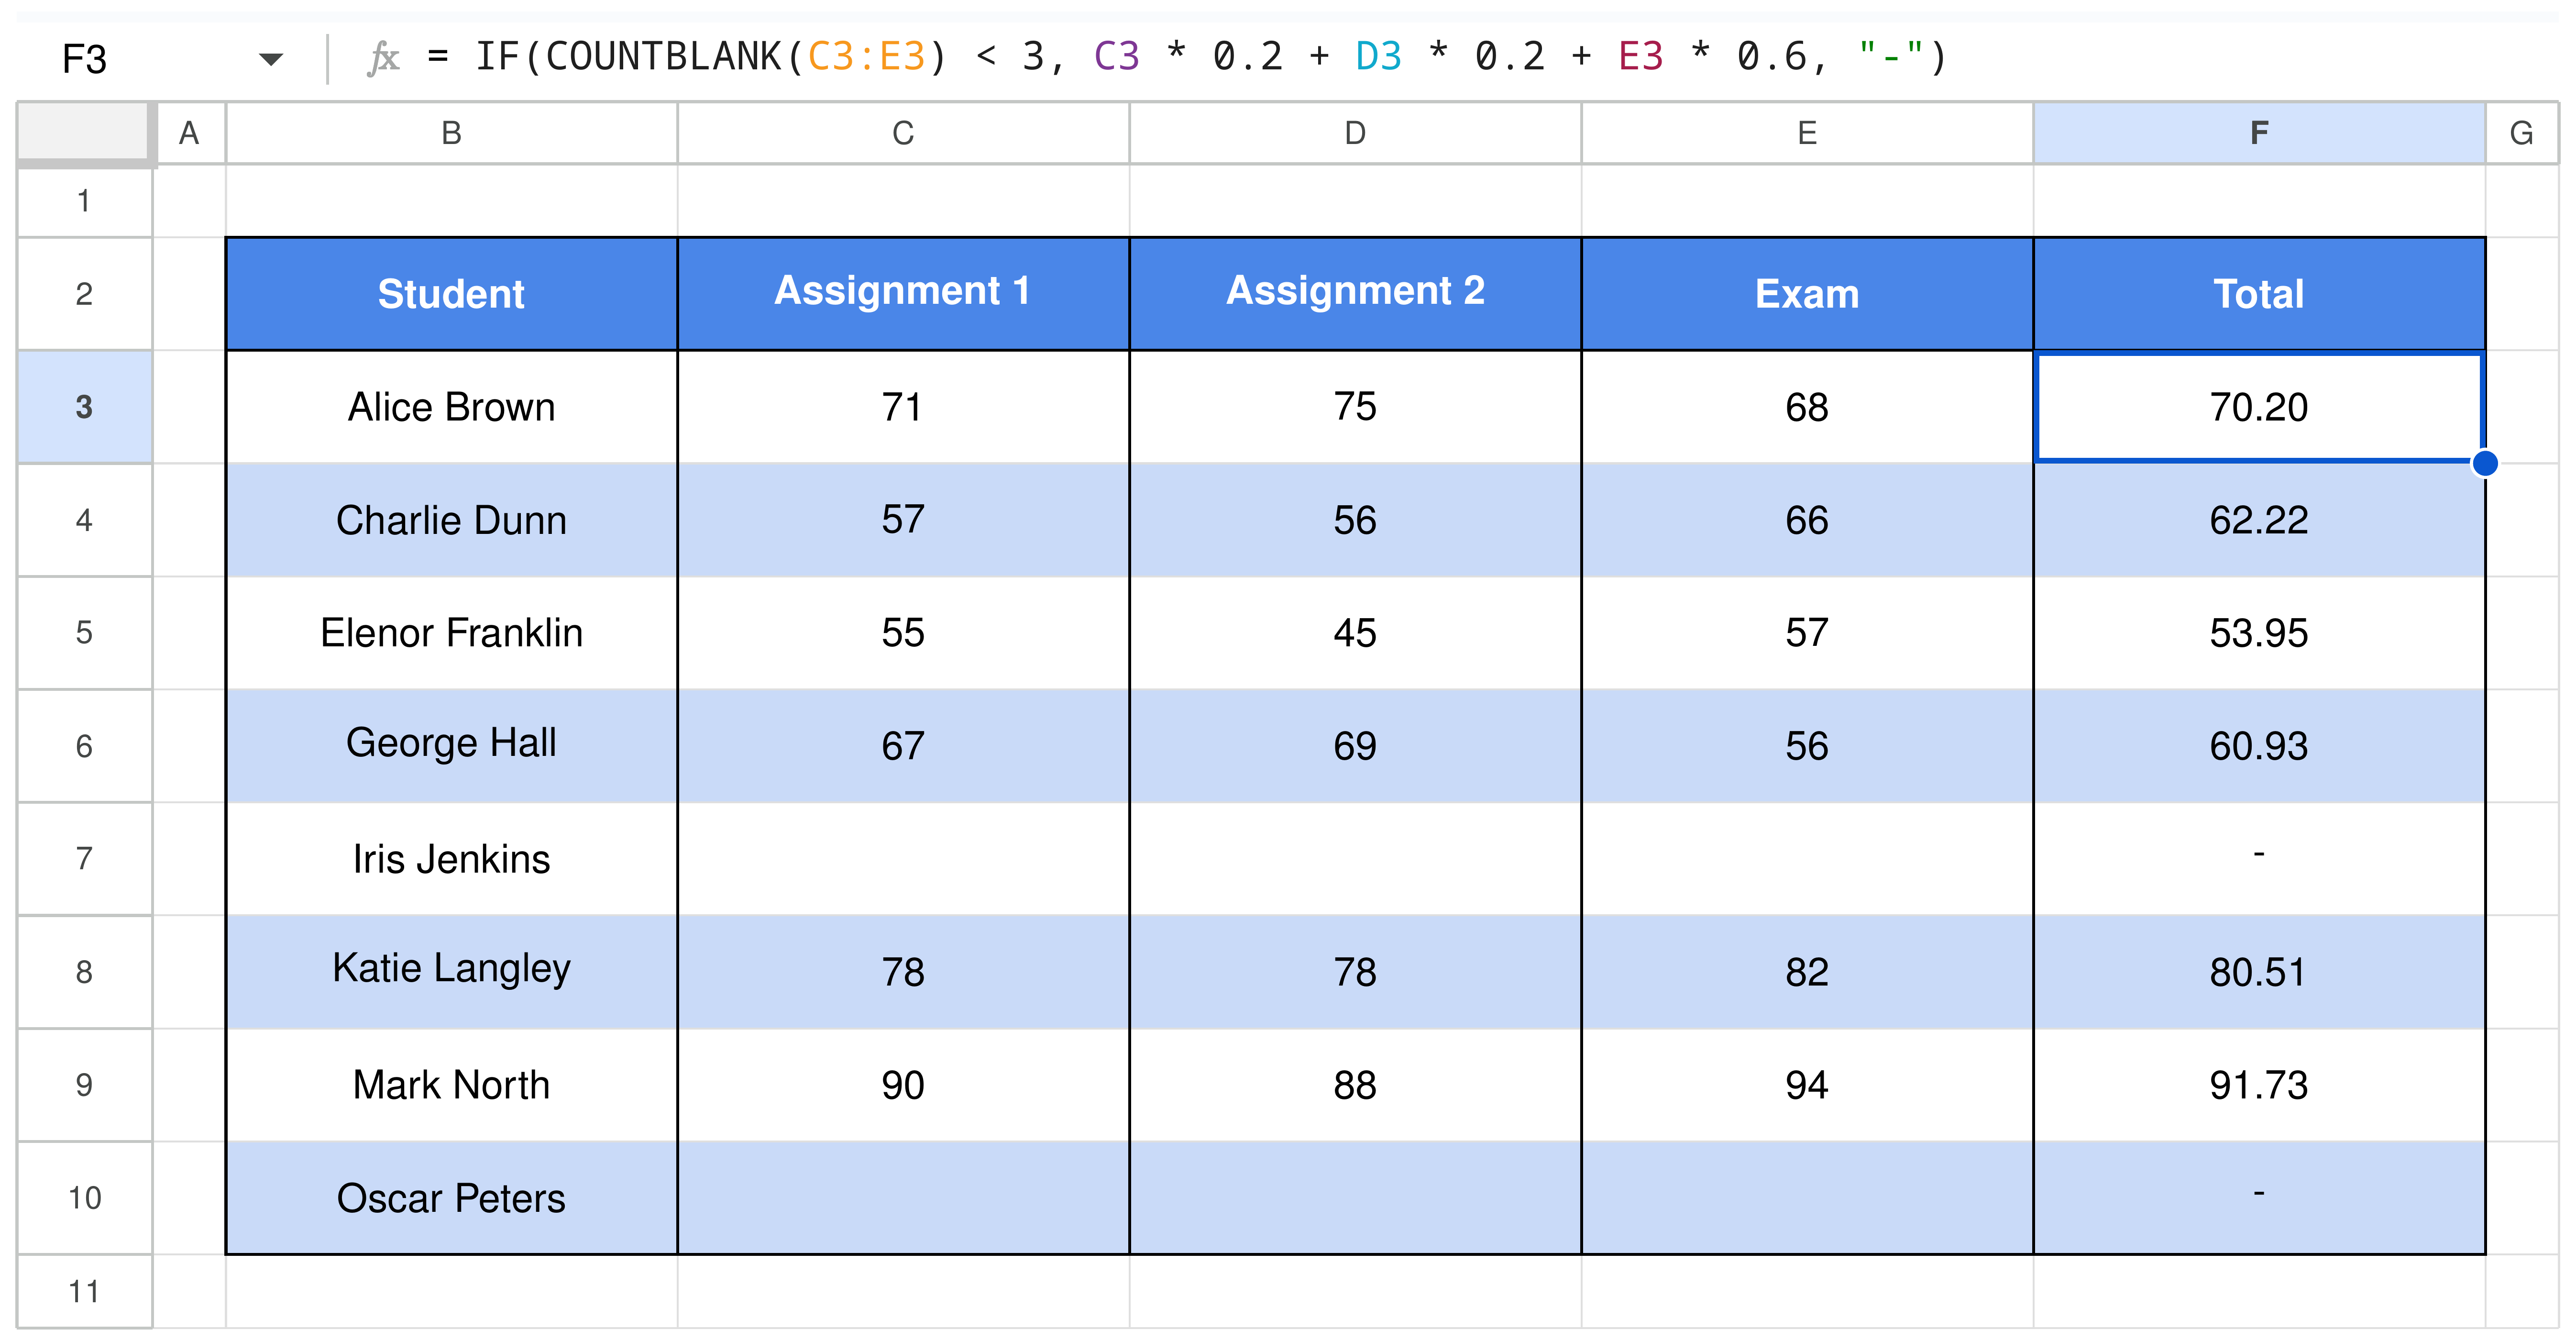 F3 fx = IF(COUNTBLANK(C3:E3) < 3, C3 * 0.2 + D3 * 0.2 + E3 * 0.6, "-")
A B C D E F G
1
2 Student Assignment 1 Assignment 2 Exam Total
3 Alice Brown 71 75 68 70.20
4 Charlie Dunn 57 56 66 62.22
5 Elenor Franklin 55 45 57 53.95
6 George Hall 67 69 56 60.93
7 Iris Jenkins -
8 Katie Langley 78 78 82 80.51
9 Mark North 90 88 94 91.73
10 Oscar Peters -
11